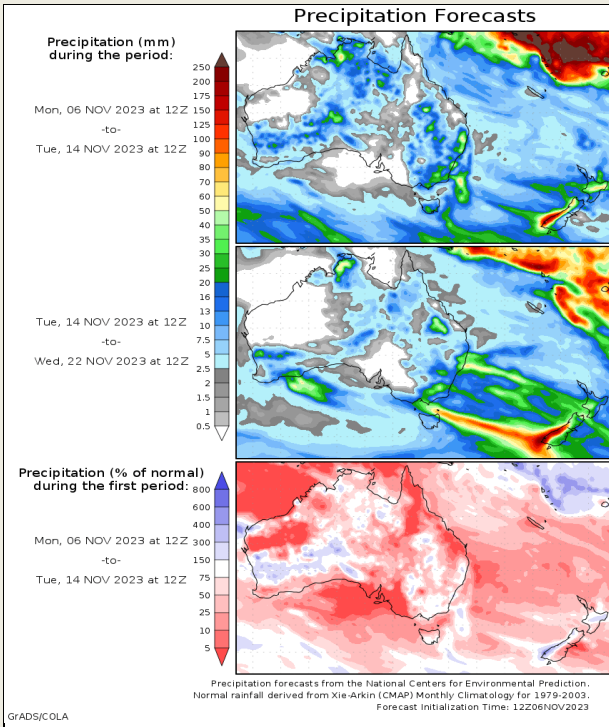 Precipitation Forecasts
Precipitation (mm)
during the period:
Mon, 06 NOV 2023 at 12Z
-to-
Tue, 14 NOV 2023 at 12Z
250
200
175
150
125
100
90
80
70
60
50
40
35
30
25
20
16
13
10
7.5
5
2.5
2
1.5
1
0.5
Tue, 14 NOV 2023 at 12Z
-to-
Wed, 22 NOV 2023 at 12Z
Precipitation (% of normal)
during the first period:
Mon, 06 NOV 2023 at 12Z
-to-
Tue, 14 NOV 2023 at 12Z
800
600
400
300
150
75
50
25
10
5
Precipitation forecasts from the National Centers for Environmental Prediction.
Normal rainfall derived from Xie-Arkin (CMAP) Monthly Climatology for 1979-2003.
Forecast Initialization Time: 12Z06NOV2023
GrADS/COLA